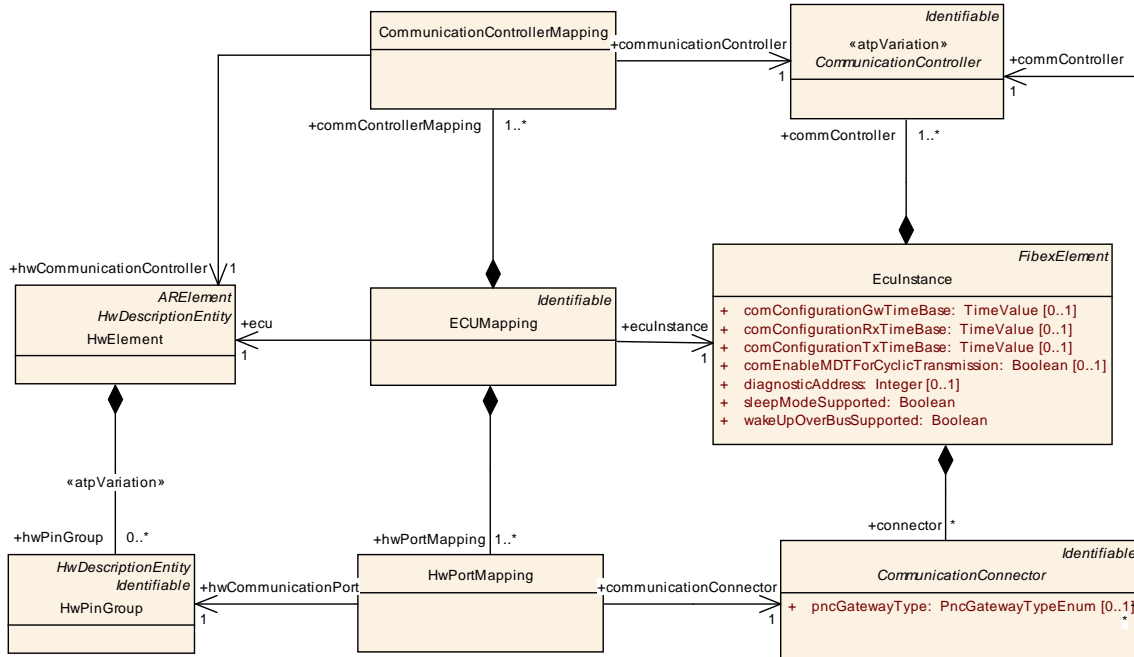 CommunicationControllerMapping
+communicationController
1
Identifiable
«atpVariation»
CommunicationController
+commController
1
+commControllerMapping
1..*
+commController
1..*
+hwCommunicationController
1
ARElement
HwDescriptionEntity
HwElement
+ecu
1
Identifiable
ECUMapping
+ecuInstance
1
FibexElement
EcuInstance
+ comConfigurationGwTimeBase: TimeValue [0..1]
+ comConfigurationRxTimeBase: TimeValue [0..1]
+ comConfigurationTxTimeBase: TimeValue [0..1]
+ comEnableMDTForCyclicTransmission: Boolean [0..1]
+ diagnosticAddress: Integer [0..1]
+ sleepModeSupported: Boolean
+ wakeUpOverBusSupported: Boolean
«atpVariation»
+hwPinGroup
0..*
+hwPortMapping
1..*
+connector
*
HwDescriptionEntity
Identifiable
HwPinGroup
+hwCommunicationPort
1
HwPortMapping
+communicationConnector
1
Identifiable
CommunicationConnector
+ pncGatewayType: PncGatewayTypeEnum [0..1]
*